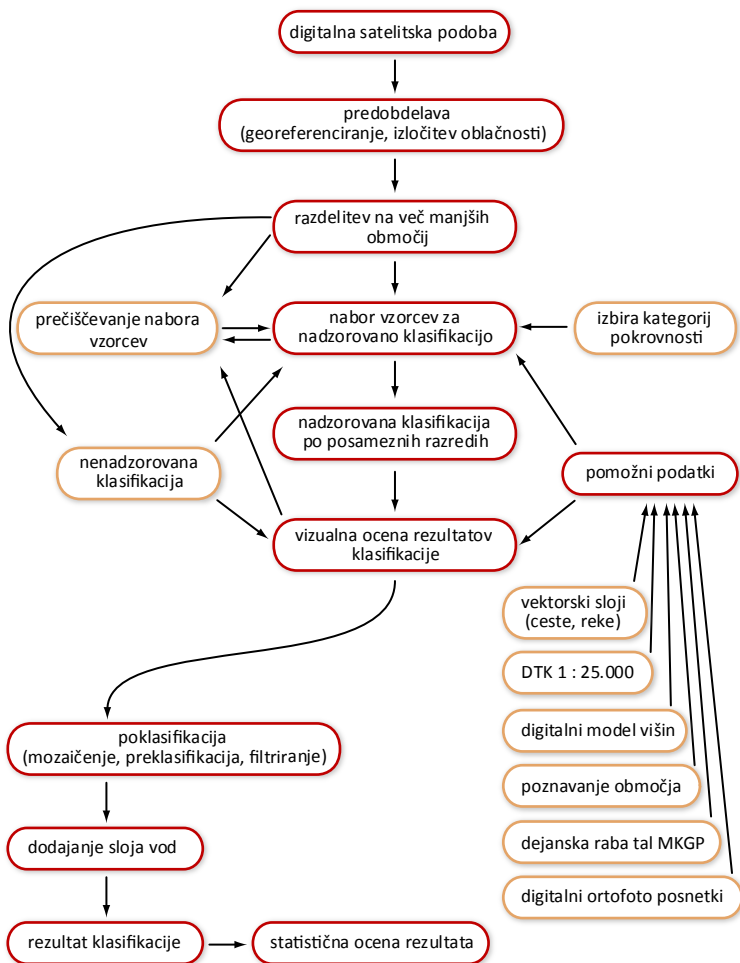 digitalna satelitska podoba
predobdelava
(georeferenciranje, izločitev oblačnosti)
razdelitev na več manjših
območij
prečiščevanje nabora
vzorcev
nabor vzorcev za
nadzorovano klasifikacijo
izbira kategorij
pokrovnosti
nadzorovana klasifikacija
po posameznih razredih
nenadzorovana
klasifikacija
pomožni podatki
vizualna ocena rezultatov
klasifikacije
vektorski sloji
(ceste, reke)
DTK 1 : 25.000
digitalni model višin
poznavanje območja
dejanska raba tal MKGP
digitalni ortofoto posnetki
poklasifikacija
(mozaičenje, preklasifikacija, filtriranje)
dodajanje sloja vod
rezultat klasifikacije
statistična ocena rezultata